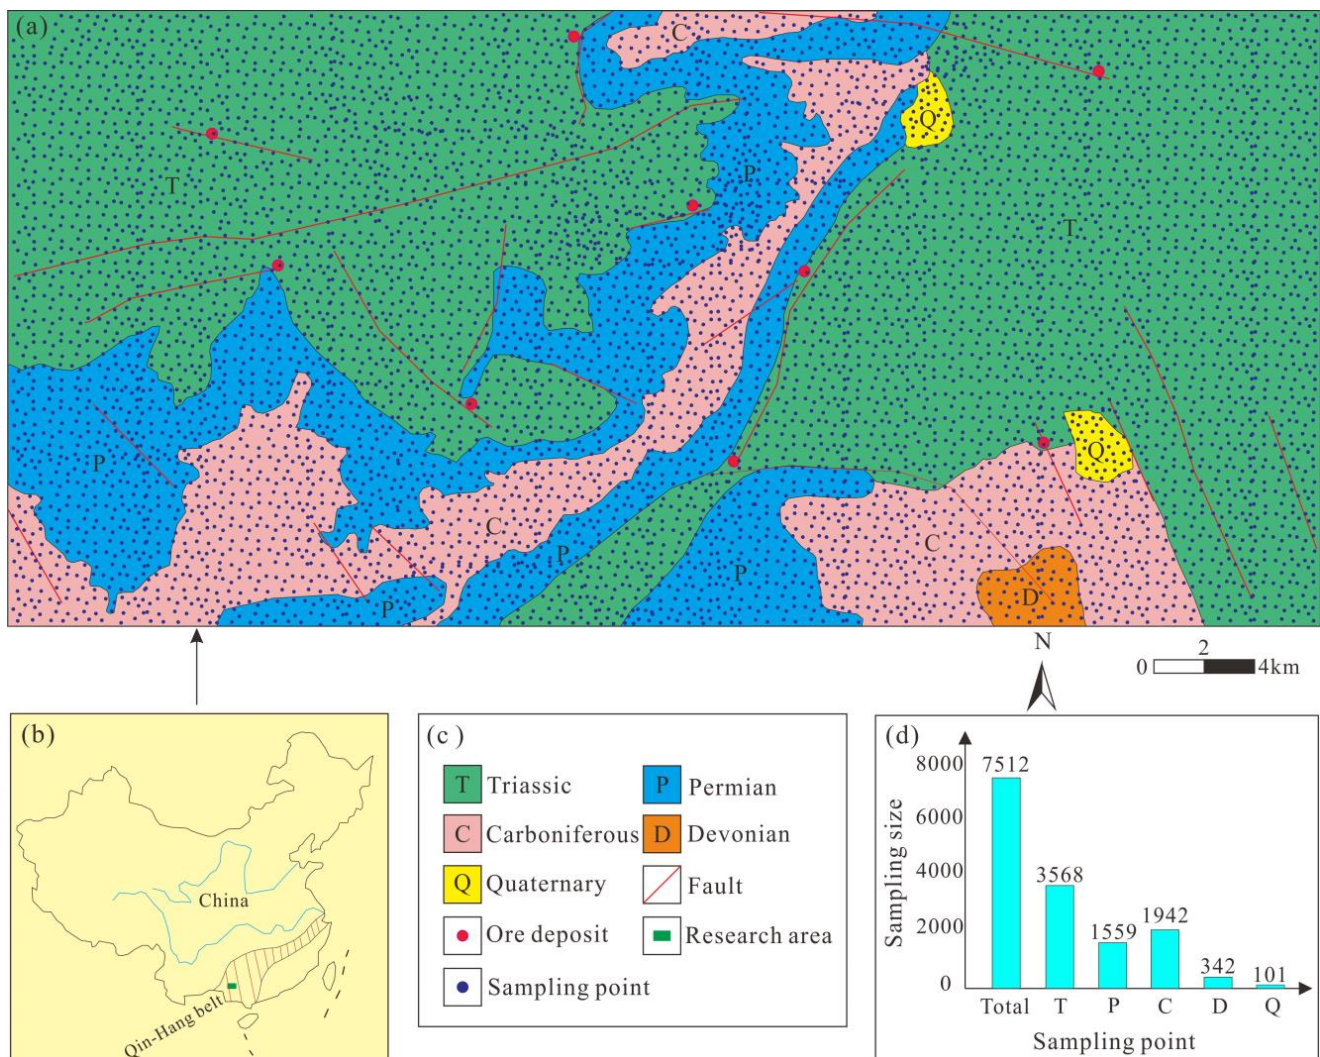 (a)
C
Q
T
P
T
Q
P
C
C
P
P
P
D
N
2
0
4km
(b)
China
Qin-Hang belt
(c )
T Triassic
P Permian
C Carboniferous
D Devonian
Q Quaternary
Fault
Ore deposit
Research area
Sampling point
(d)
Sampling size
8000
6000
4000
2000
0
7512
3568
1559
1942
342
101
Total T P C D Q
Sampling point